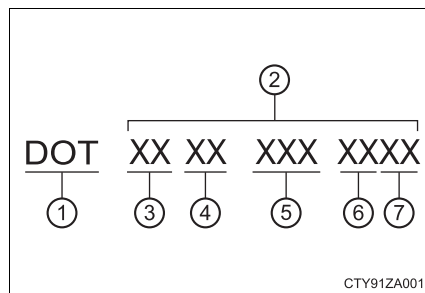 ②
DOT XX XX XXX XXXX
① ③ ④ ⑤ ⑥ ⑦
CTY91ZA001